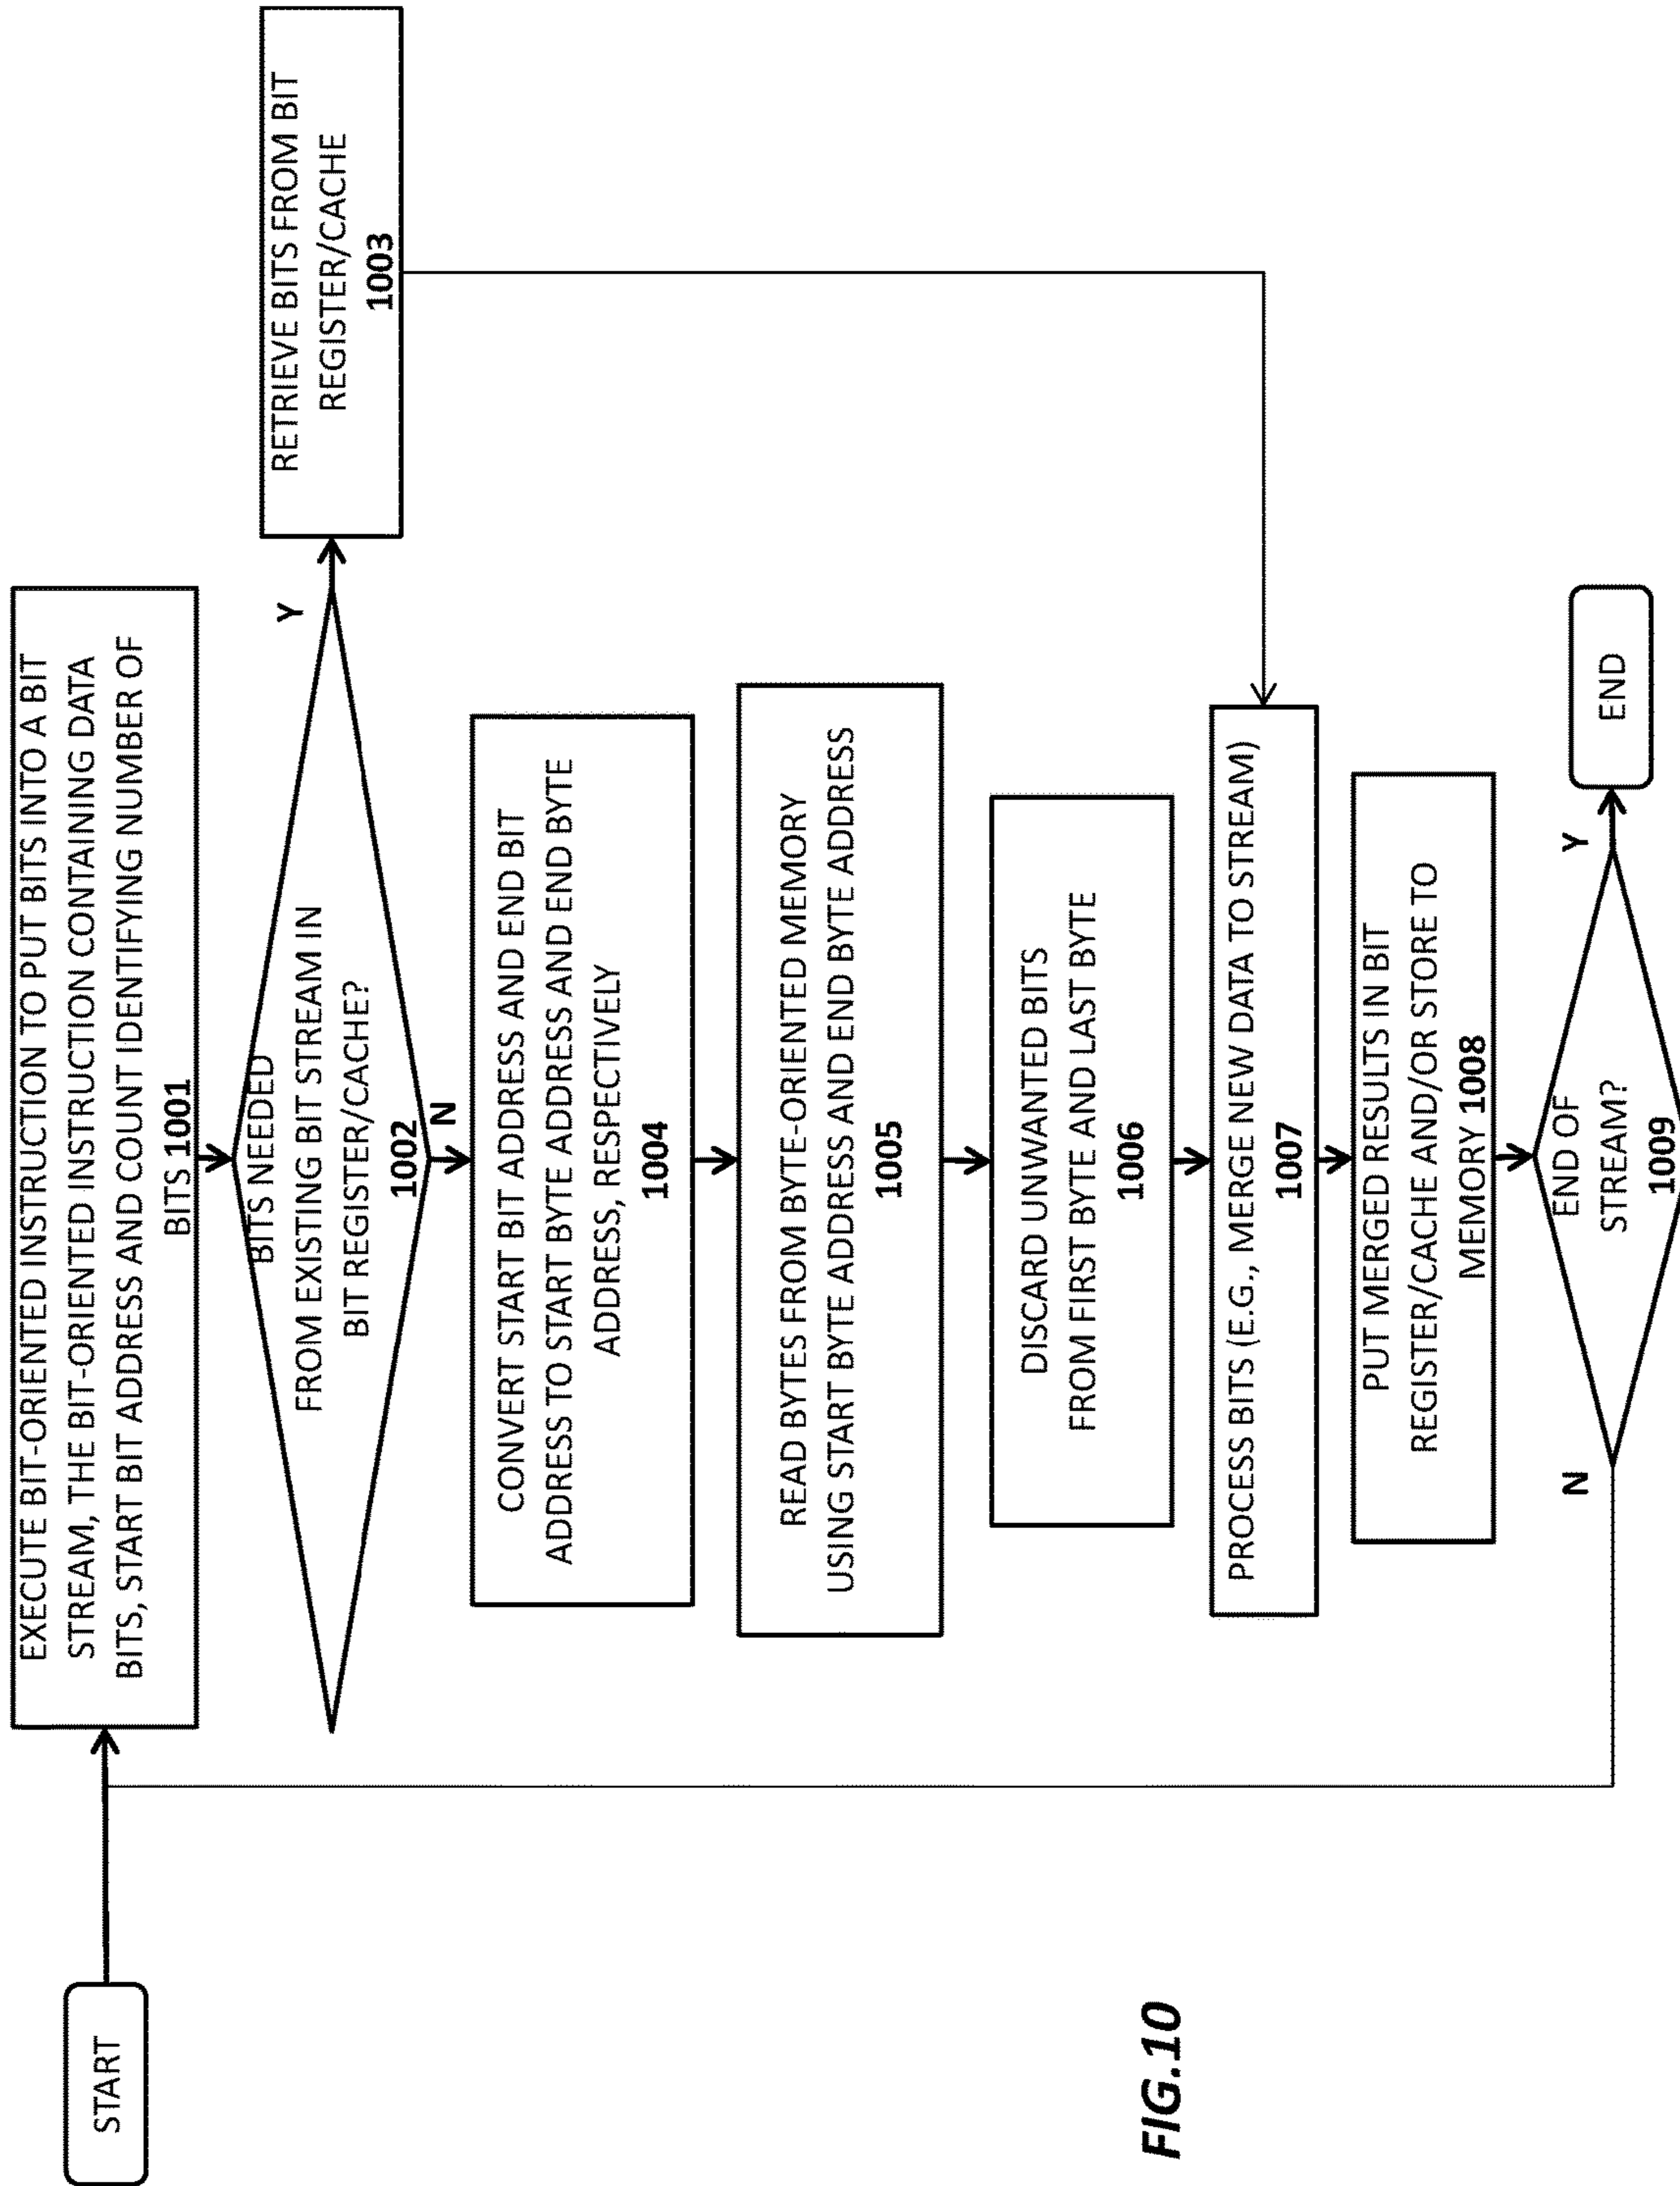 START
EXECUTE BIT-ORIENTED INSTRUCTION TO PUT BITS INTO A BIT
STREAM, THE BIT-ORIENTED INSTRUCTION CONTAINING DATA
BITS, START BIT ADDRESS AND COUNT IDENTIFYING NUMBER OF
BITS 1001
BITS NEEDED
FROM EXISTING BIT STREAM IN
BIT REGISTER/CACHE?
1002
Y
N
RETRIEVE BITS FROM BIT
REGISTER/CACHE
1003
CONVERT START BIT ADDRESS AND END BIT
ADDRESS TO START BYTE ADDRESS AND END BYTE
ADDRESS, RESPECTIVELY
1004
READ BYTES FROM BYTE-ORIENTED MEMORY
USING START BYTE ADDRESS AND END BYTE ADDRESS
1005
DISCARD UNWANTED BITS
FROM FIRST BYTE AND LAST BYTE
1006
PROCESS BITS (E.G., MERGE NEW DATA TO STREAM)
1007
PUT MERGED RESULTS IN BIT
REGISTER/CACHE AND/OR STORE TO
MEMORY 1008
END OF
STREAM?
1009
N
Y
END
FIG.10